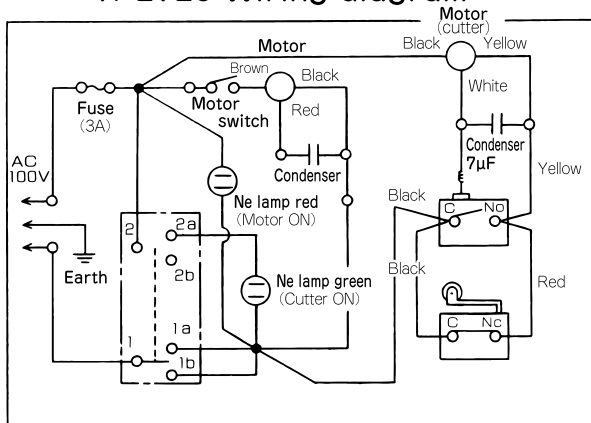 Motor
(cutter)
Motor
Black
Yellow
Brown
Black
White
Fuse
(3A)
Motor
switch
Red
Condenser
Condenser
7μF
Yellow
AC
100V
Ne lamp red
(Motor ON)
Black
C
No
2
2a
2b
Earth
Ne lamp green
(Cutter ON)
Black
Red
C
Nc
1
1a
1b